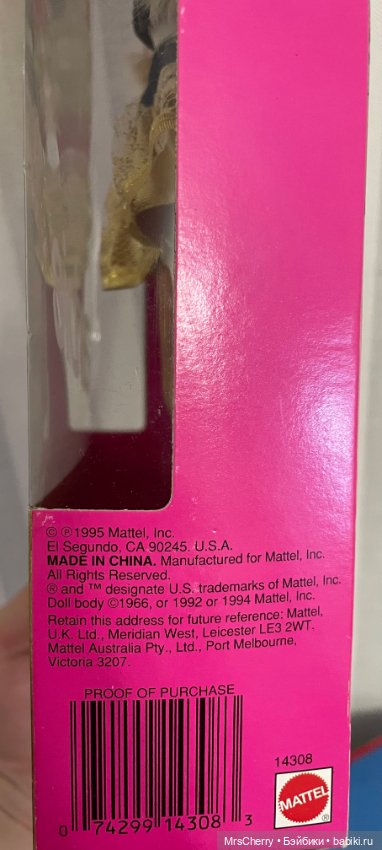 © ℗1995 Mattel, Inc.
El Segundo, CA 90245. U.S.A.
MADE IN CHINA. Manufactured for Mattel, Inc.
All Rights Reserved.
® and ™ designate U.S. trademarks of Mattel, Inc.
Doll body ©1966, or 1992 or 1994 Mattel, Inc.
Retain this address for future reference: Mattel,
U.K. Ltd., Meridian West, Leicester LE3 2WT.
Mattel Australia Pty., Ltd., Port Melbourne,
Victoria 3207.
PROOF OF PURCHASE
0 74299 14308 3
14308
MATTEL
®
MrsCherry • Бэйбики • babiki.ru